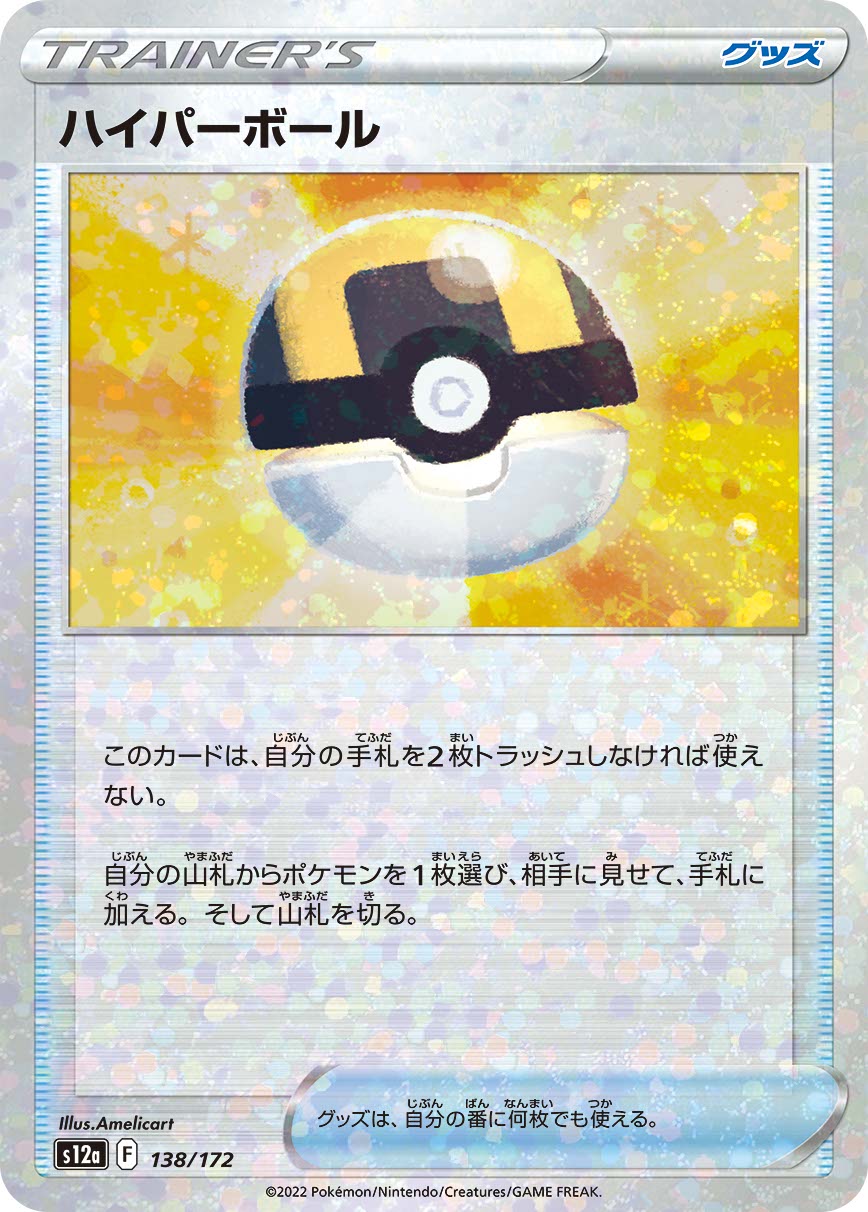 TRAINER'S
グッズ
ハイパーボール
このカードは、自分の手札を2枚トラッシュしなければ使え
ない。
自分の山札からポケモンを1枚選び、相手に見せて、手札に
加える。そして山札を切る。
グッズは、自分の番に何枚でも使える。
Illus.Amelicart
s12a F 138/172
©2022 Pokémon/Nintendo/Creatures/GAME FREAK.